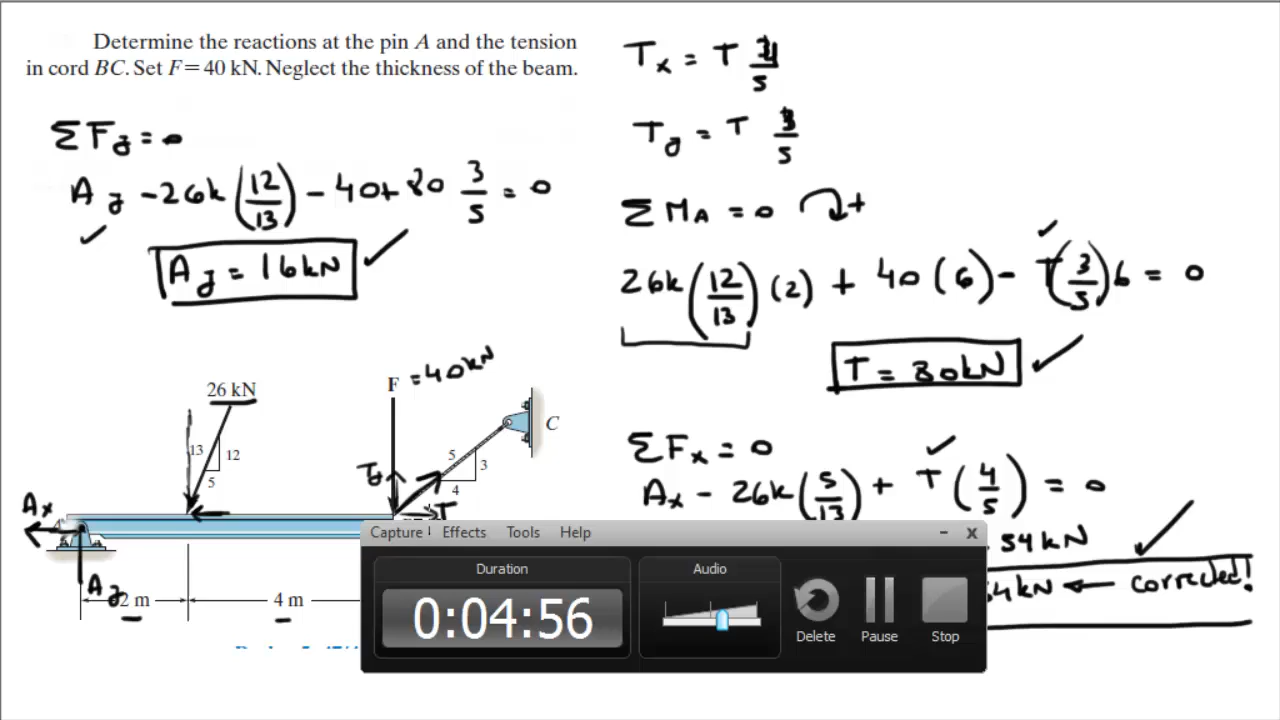 Determine the reactions at the pin A and the tension
in cord BC. Set F = 40 kN. Neglect the thickness of the beam.
ΣFy = 0
Ay - 26k (12/13) - 40 + 80 3/5 = 0
Ay = 16kN
Tx = T 4/5
Ty = T 3/5
ΣMA = 0 +
26k (12/13) (2) + 40 (6) - T (3/5) 6 = 0
T = 80kN
ΣFx = 0
Ax - 26k (5/13) + T (4/5) = 0
54kN
54kN ← corrected!
F = 40kN
26 kN
13
12
5
C
5
3
4
Ty
T
Ax
Ay
2 m
4 m
Capture Effects Tools Help
Duration
0:04:56
Audio
Delete
Pause
Stop